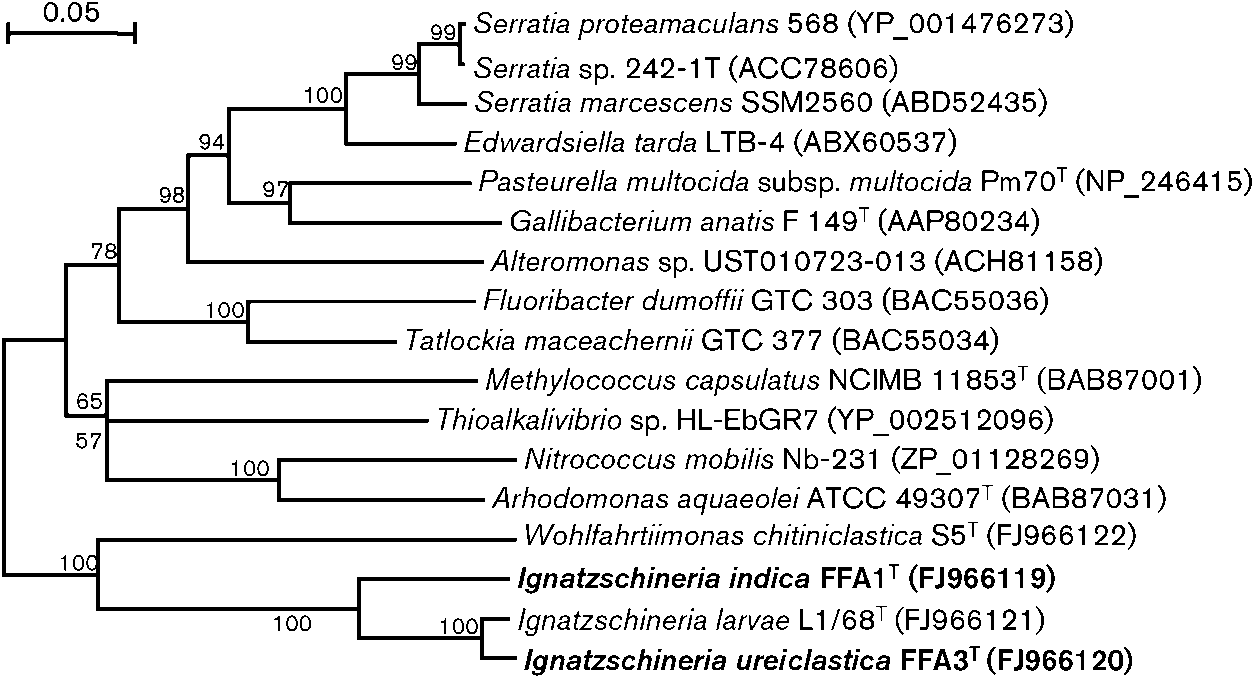 0.05
99
Serratia proteamaculans 568 (YP_001476273)
99
Serratia sp. 242-1T (ACC78606)
100
Serratia marcescens SSM2560 (ABD52435)
94
Edwardsiella tarda LTB-4 (ABX60537)
97
Pasteurella multocida subsp. multocida Pm70ᵀ (NP_246415)
98
Gallibacterium anatis F 149ᵀ (AAP80234)
78
Alteromonas sp. UST010723-013 (ACH81158)
100
Fluoribacter dumoffii GTC 303 (BAC55036)
Tatlockia maceachernii GTC 377 (BAC55034)
Methylococcus capsulatus NCIMB 11853ᵀ (BAB87001)
65
Thioalkalivibrio sp. HL-EbGR7 (YP_002512096)
57
100
Nitrococcus mobilis Nb-231 (ZP_01128269)
Arhodomonas aquaeolei ATCC 49307ᵀ (BAB87031)
Wohlfahrtiimonas chitiniclastica S5ᵀ (FJ966122)
100
Ignatzschineria indica FFA1ᵀ (FJ966119)
100
Ignatzschineria larvae L1/68ᵀ (FJ966121)
100
Ignatzschineria ureiclastica FFA3ᵀ (FJ966120)